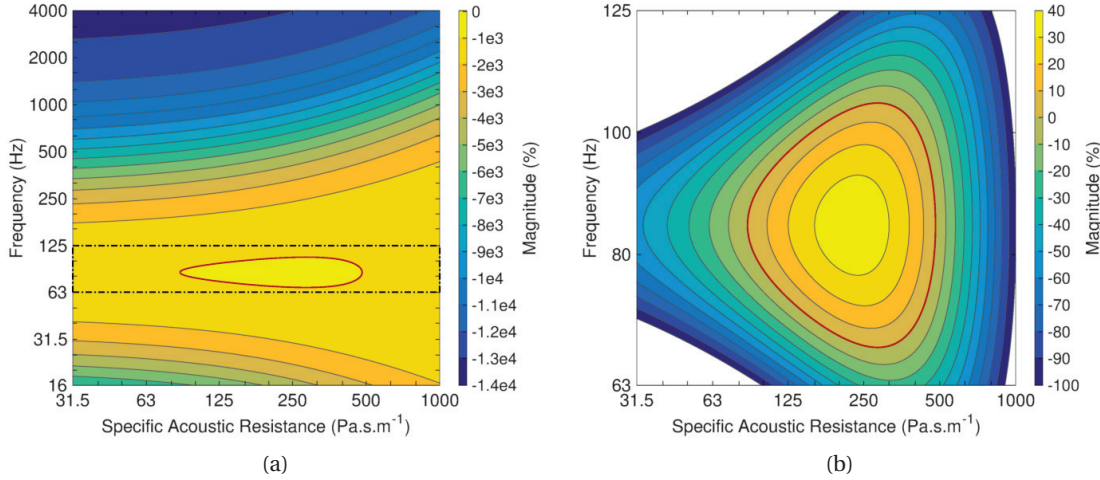 4000
2000
1000
500
250
125
63
31.5
16
Frequency (Hz)
31.5 63 125 250 500 1000
Specific Acoustic Resistance (Pa.s.m⁻¹)
0
-1e3
-2e3
-3e3
-4e3
-5e3
-6e3
-7e3
-8e3
-9e3
-1e4
-1.1e4
-1.2e4
-1.3e4
-1.4e4
Magnitude (%)
(a)
125
100
80
63
Frequency (Hz)
31.5 63 125 250 500 1000
Specific Acoustic Resistance (Pa.s.m⁻¹)
40
30
20
10
0
-10
-20
-30
-40
-50
-60
-70
-80
-90
-100
Magnitude (%)
(b)